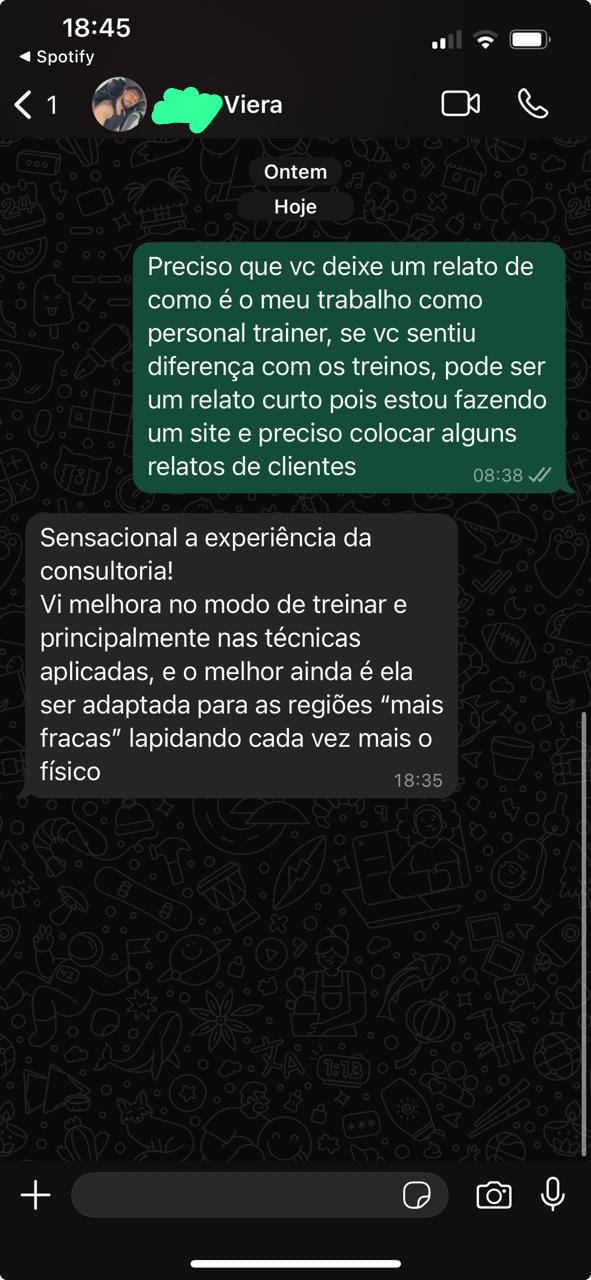 18:45
Spotify
1
Viera
Ontem
Hoje
Preciso que vc deixe um relato de
como é o meu trabalho como
personal trainer, se vc sentiu
diferença com os treinos, pode ser
um relato curto pois estou fazendo
um site e preciso colocar alguns
relatos de clientes
08:38
Sensacional a experiência da
consultoria!
Vi melhora no modo de treinar e
principalmente nas técnicas
aplicadas, e o melhor ainda é ela
ser adaptada para as regiões “mais
fracas” lapidando cada vez mais o
físico
18:35